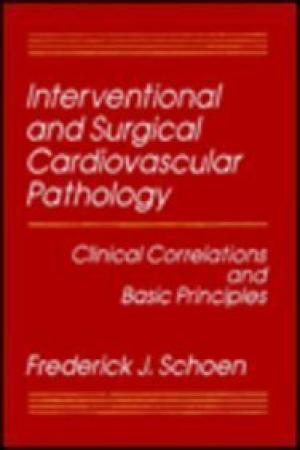 Interventional
and Surgical
Cardiovascular
Pathology
Clinical Correlations
and
Basic Principles
Frederick J. Schoen